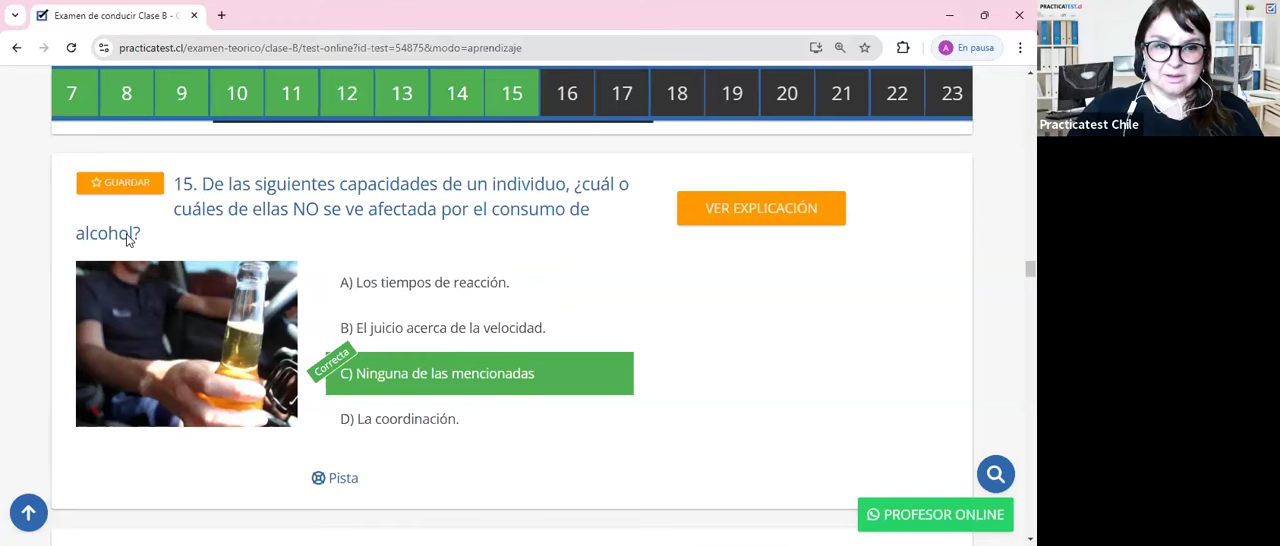 Examen de conducir Clase B - C
practicatest.cl/examen-teorico/clase-B/test-online?id-test=54875&modo=aprendizaje
A En pausa
PRACTICATEST.cl
Practicatest Chile
7 8 9 10 11 12 13 14 15 16 17 18 19 20 21 22 23
GUARDAR
15. De las siguientes capacidades de un individuo, ¿cuál o
cuáles de ellas NO se ve afectada por el consumo de
alcohol?
VER EXPLICACIÓN
A) Los tiempos de reacción.
B) El juicio acerca de la velocidad.
Correcta
C) Ninguna de las mencionadas
D) La coordinación.
Pista
PROFESOR ONLINE